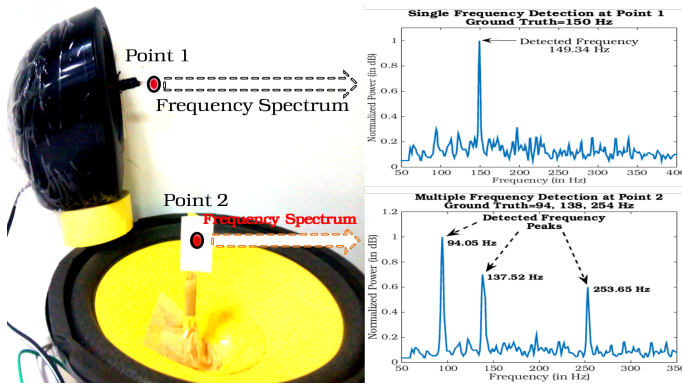 Point 1
Frequency Spectrum
Point 2
Frequency Spectrum
Single Frequency Detection at Point 1
Ground Truth=150 Hz
Normalized Power (in dB)
1
0.8
0.6
0.4
0.2
0
Detected Frequency
149.34 Hz
50 100 150 200 250 300 350 400
Frequency (in Hz)
Multiple Frequency Detection at Point 2
Ground Truth=94, 138, 254 Hz
Normalized Power (in dB)
1.2
1
0.8
0.6
0.4
0.2
0
Detected Frequency
Peaks
94.05 Hz
137.52 Hz
253.65 Hz
50 100 150 200 250 300 350 400
Frequency (in Hz)